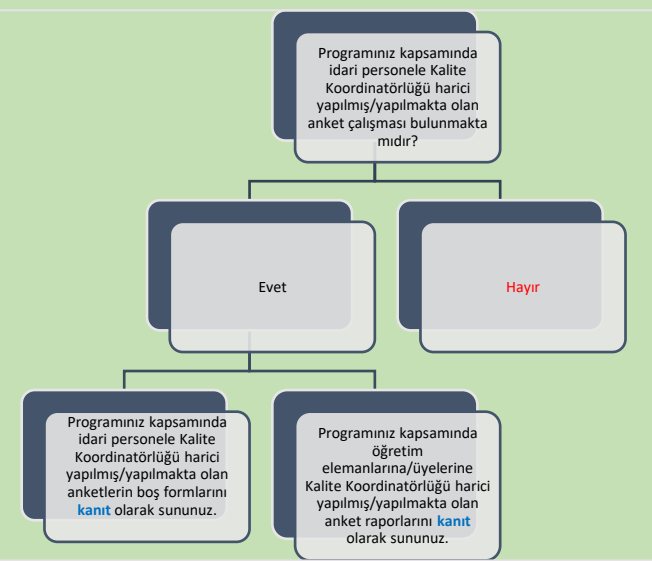 Programınız kapsamında
idari personele Kalite
Koordinatörlüğü harici
yapılmış/yapılmakta olan
anket çalışması bulunmakta
mıdır?
Evet
Hayır
Programınız kapsamında
idari personele Kalite
Koordinatörlüğü harici
yapılmış/yapılmakta olan
anketlerin boş formlarını
kanıt olarak sununuz.
Programınız kapsamında
öğretim
elemanlarına/üyelerine
Kalite Koordinatörlüğü harici
yapılmış/yapılmakta olan
anket raporlarını kanıt
olarak sununuz.